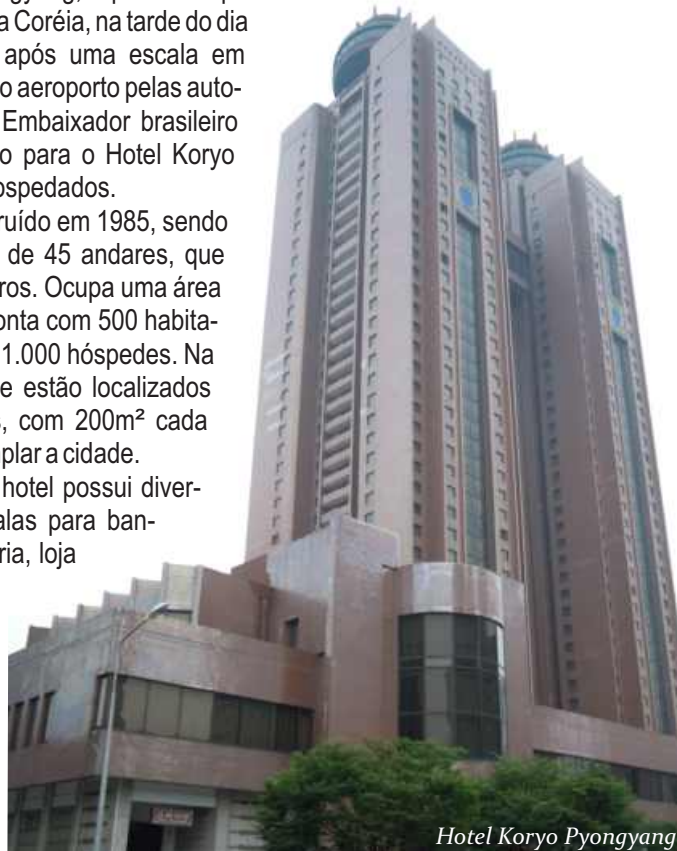 a Coréia, na tarde do dia
após uma escala em
o aeroporto pelas auto-
Embaixador brasileiro
o para o Hotel Koryo
ospedados.
ruído em 1985, sendo
de 45 andares, que
ros. Ocupa uma área
onta com 500 habita-
1.000 hóspedes. Na
e estão localizados
s, com 200m² cada
plar a cidade.
hotel possui diver-
alas para ban-
ria, loja
Hotel Koryo Pyongyang